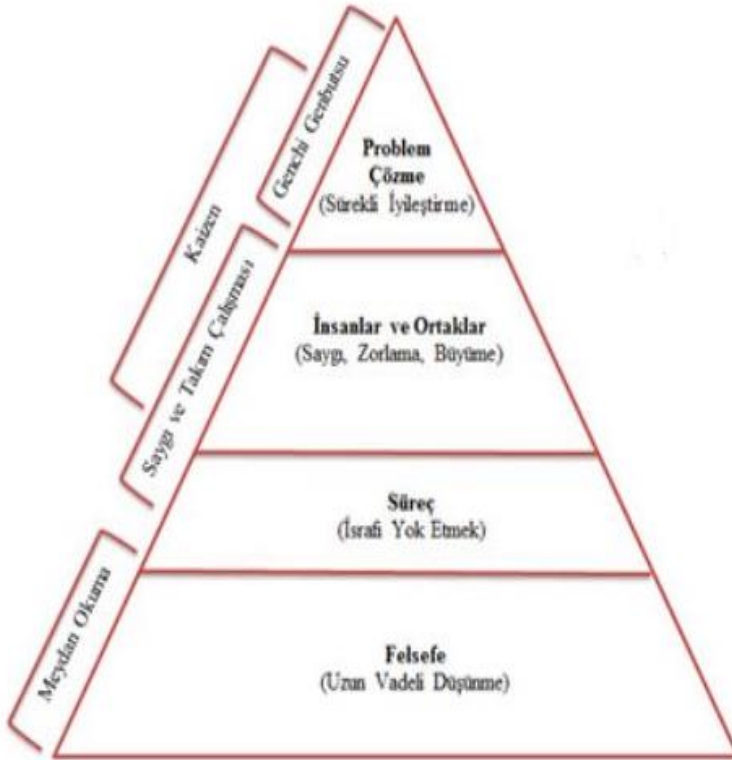 Genchi Genbutsu
Kaizen
Saygı ve Takım Çalışması
Meydan Okuma
Problem
Çözme
(Sürekli İyileştirme)
İnsanlar ve Ortaklar
(Saygı, Zorlama, Büyüme)
Süreç
(İsrafi Yok Etmek)
Felsefe
(Uzun Vadeli Düşünme)